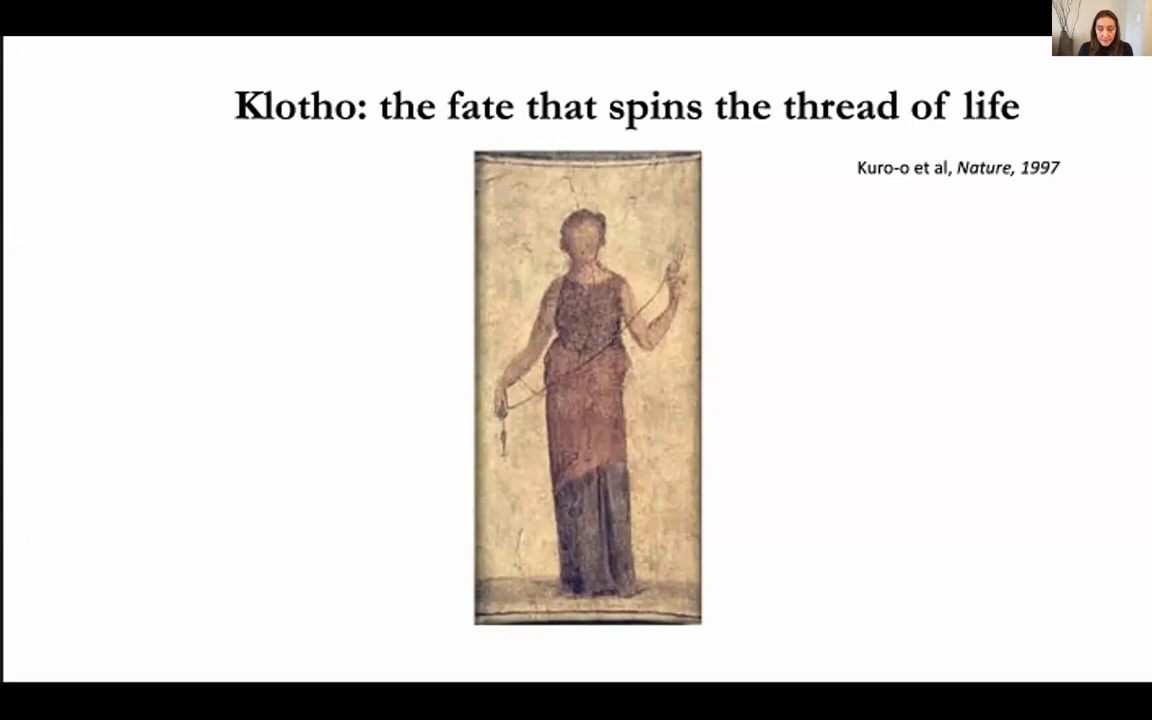 Klotho: the fate that spins the thread of life
Kuro-o et al, Nature, 1997